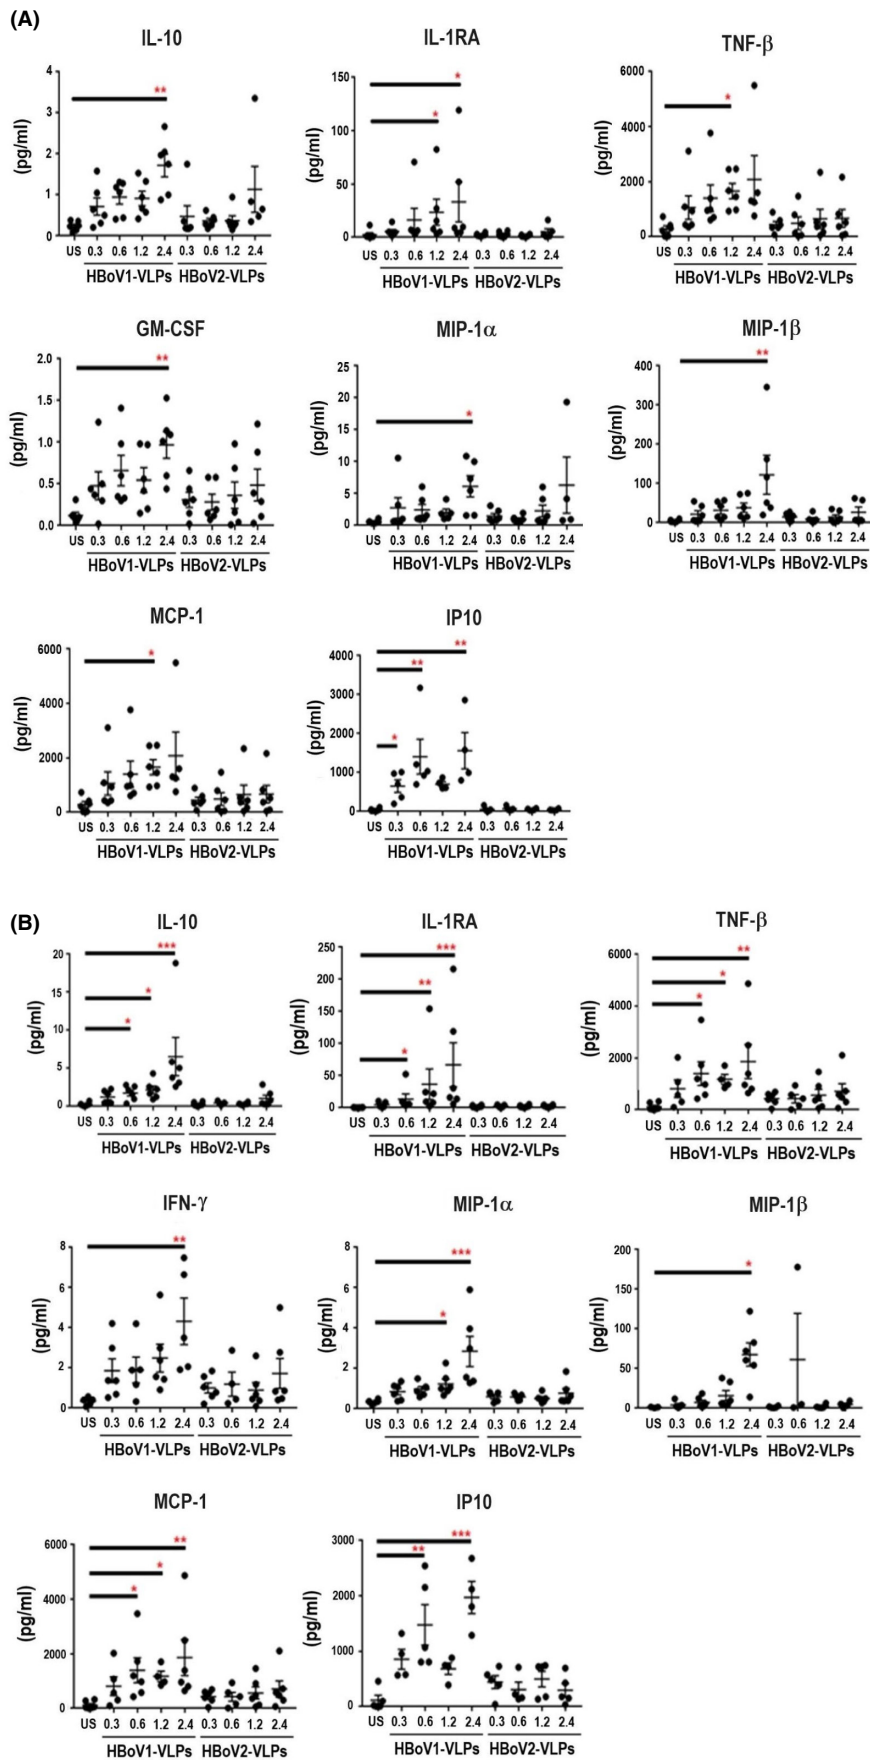 (A)
IL-10
(pg/ml)
4
3
2
1
0
**
US 0.3 0.6 1.2 2.4 0.3 0.6 1.2 2.4
HBoV1-VLPs HBoV2-VLPs
IL-1RA
(pg/ml)
150
100
50
0
*
*
US 0.3 0.6 1.2 2.4 0.3 0.6 1.2 2.4
HBoV1-VLPs HBoV2-VLPs
TNF-β
(pg/ml)
6000
4000
2000
0
*
US 0.3 0.6 1.2 2.4 0.3 0.6 1.2 2.4
HBoV1-VLPs HBoV2-VLPs
GM-CSF
(pg/ml)
2.0
1.5
1.0
0.5
0.0
**
US 0.3 0.6 1.2 2.4 0.3 0.6 1.2 2.4
HBoV1-VLPs HBoV2-VLPs
MIP-1α
(pg/ml)
25
20
15
10
5
0
*
US 0.3 0.6 1.2 2.4 0.3 0.6 1.2 2.4
HBoV1-VLPs HBoV2-VLPs
MIP-1β
(pg/ml)
400
300
200
100
0
**
US 0.3 0.6 1.2 2.4 0.3 0.6 1.2 2.4
HBoV1-VLPs HBoV2-VLPs
MCP-1
(pg/ml)
6000
4000
2000
0
*
US 0.3 0.6 1.2 2.4 0.3 0.6 1.2 2.4
HBoV1-VLPs HBoV2-VLPs
IP10
(pg/ml)
4000
3000
2000
1000
0
**
**
*
US 0.3 0.6 1.2 2.4 0.3 0.6 1.2 2.4
HBoV1-VLPs HBoV2-VLPs
(B)
IL-10
(pg/ml)
20
15
10
5
0
***
*
*
US 0.3 0.6 1.2 2.4 0.3 0.6 1.2 2.4
HBoV1-VLPs HBoV2-VLPs
IL-1RA
(pg/ml)
250
200
150
100
50
0
***
**
*
US 0.3 0.6 1.2 2.4 0.3 0.6 1.2 2.4
HBoV1-VLPs HBoV2-VLPs
TNF-β
(pg/ml)
6000
4000
2000
0
**
*
*
US 0.3 0.6 1.2 2.4 0.3 0.6 1.2 2.4
HBoV1-VLPs HBoV2-VLPs
IFN-γ
(pg/ml)
8
6
4
2
0
**
US 0.3 0.6 1.2 2.4 0.3 0.6 1.2 2.4
HBoV1-VLPs HBoV2-VLPs
MIP-1α
(pg/ml)
8
6
4
2
0
***
*
US 0.3 0.6 1.2 2.4 0.3 0.6 1.2 2.4
HBoV1-VLPs HBoV2-VLPs
MIP-1β
(pg/ml)
200
150
100
50
0
*
US 0.3 0.6 1.2 2.4 0.3 0.6 1.2 2.4
HBoV1-VLPs HBoV2-VLPs
MCP-1
(pg/ml)
6000
4000
2000
0
**
*
*
US 0.3 0.6 1.2 2.4 0.3 0.6 1.2 2.4
HBoV1-VLPs HBoV2-VLPs
IP10
(pg/ml)
3000
2000
1000
0
***
**
US 0.3 0.6 1.2 2.4 0.3 0.6 1.2 2.4
HBoV1-VLPs HBoV2-VLPs